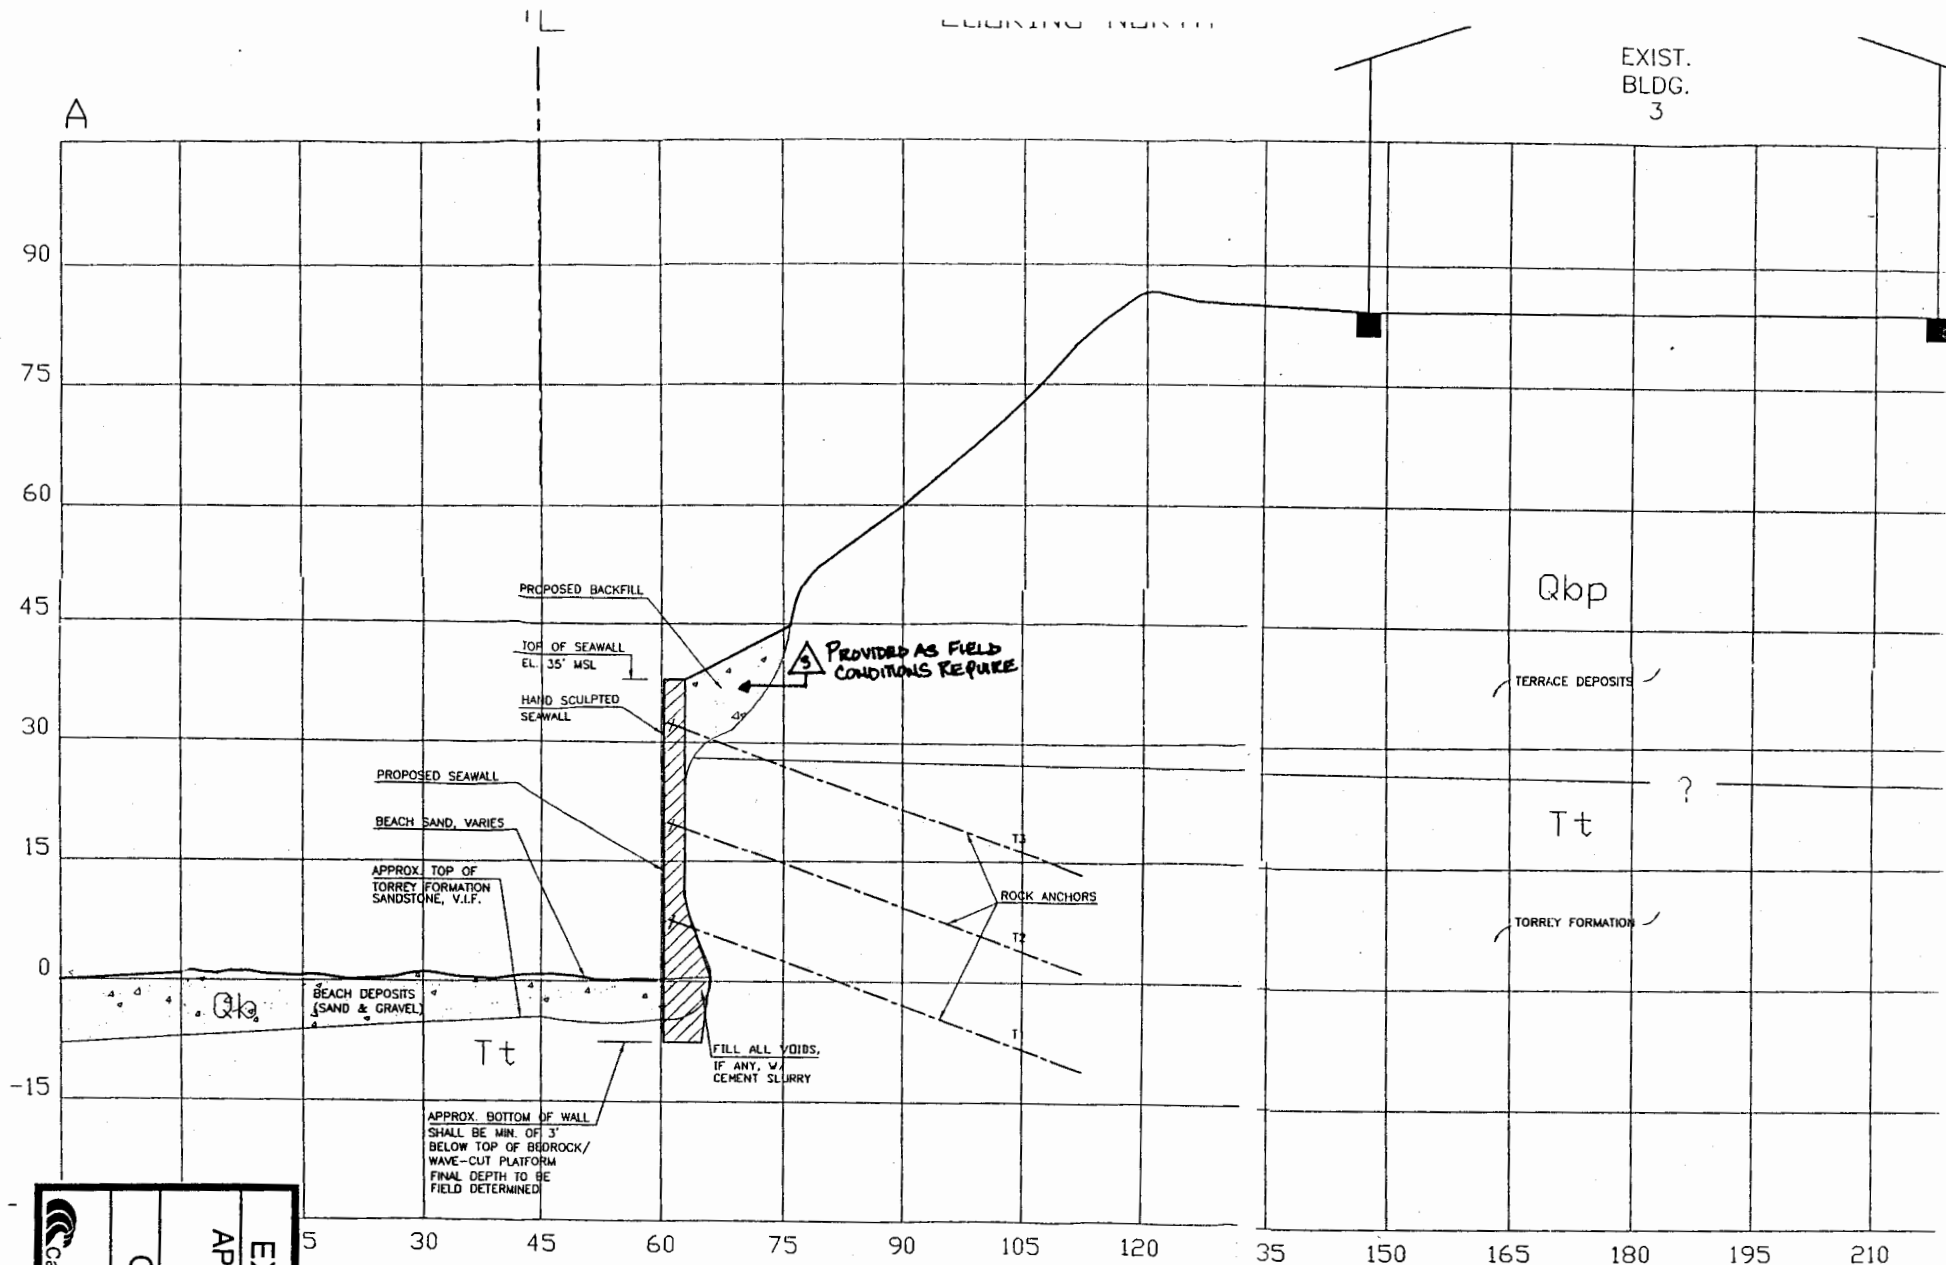 EXIST.
BLDG.
3
A
90
75
60
45
30
15
0
-15
-
PROPOSED BACKFILL
TOP OF SEAWALL
EL. 35' MSL
HAND SCULPTED
SEAWALL
3
PROVIDED AS FIELD
CONDITIONS REQUIRE
PROPOSED SEAWALL
BEACH SAND, VARIES
APPROX. TOP OF
TORREY FORMATION
SANDSTONE, V.I.F.
Qb
BEACH DEPOSITS
(SAND & GRAVEL)
Tt
T3
T2
T1
ROCK ANCHORS
FILL ALL VOIDS,
IF ANY, W/
CEMENT SLURRY
APPROX. BOTTOM OF WALL
SHALL BE MIN. OF 3'
BELOW TOP OF BEDROCK/
WAVE-CUT PLATFORM
FINAL DEPTH TO BE
FIELD DETERMINED
Qbp
TERRACE DEPOSITS
?
Tt
TORREY FORMATION
5 30 45 60 75 90 105 120 35 150 165 180 195 210
EX
AP